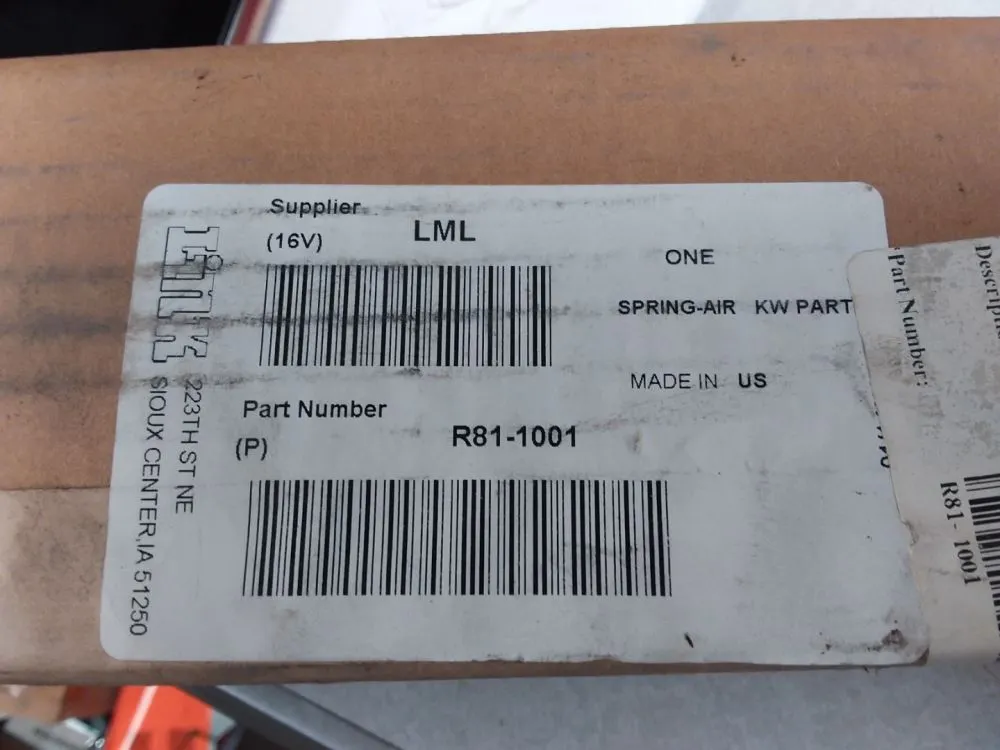 Supplier
(16V) LML
ONE
SPRING-AIR KW PART
MADE IN US
Part Number
(P) R81-1001
Link
223TH ST NE
SIOUX CENTER,IA 51250
Part Number:
R81-1001